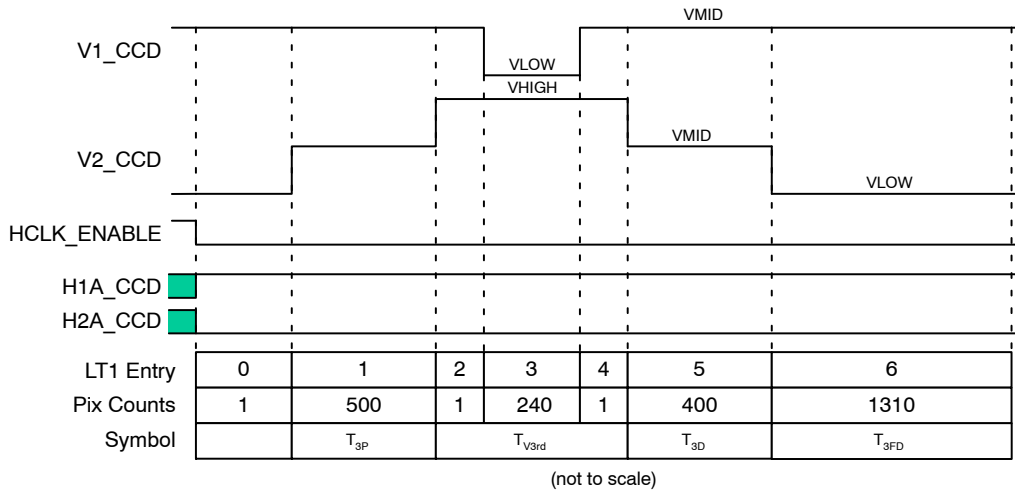 VMID
V1_CCD
VLOW
VHIGH
VMID
V2_CCD
VLOW
HCLK_ENABLE
H1A_CCD
H2A_CCD
LT1 Entry 0 1 2 3 4 5 6
Pix Counts 1 500 1 240 1 400 1310
Symbol T3P TV3rd T3D T3FD
(not to scale)